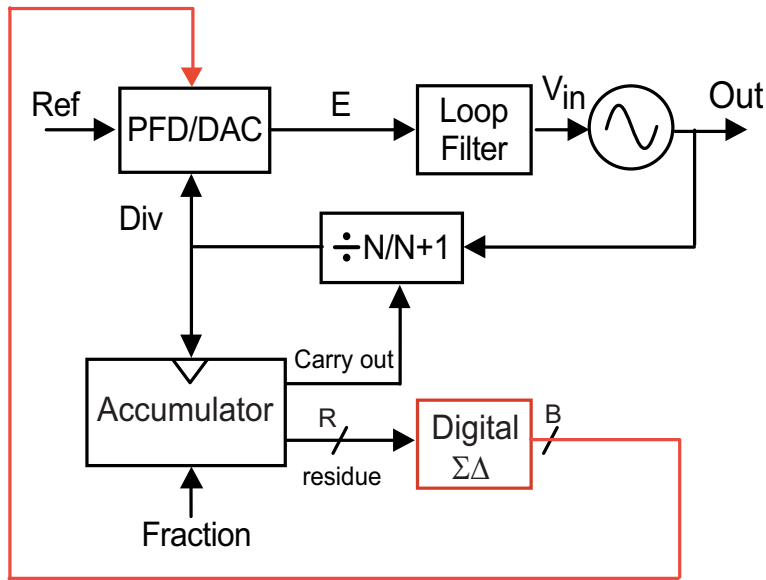 Ref
PFD/DAC
E
Loop
Filter
Vin
Out
Div
÷N/N+1
Carry out
Accumulator
R
residue
Digital
ΣΔ
B
Fraction